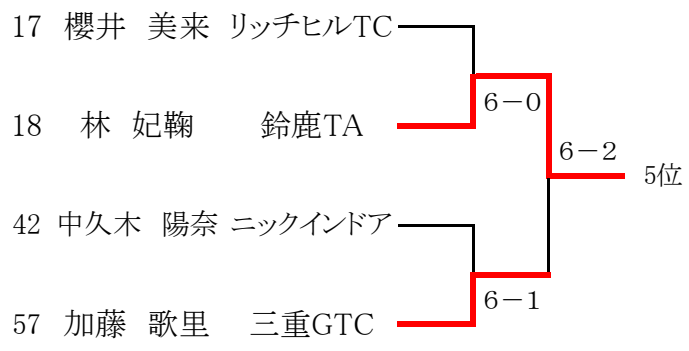 17 櫻井 美来 リッチヒルTC
6-0
18 林 妃鞠 鈴鹿TA
6-2
5位
42 中久木 陽奈 ニックインドア
6-1
57 加藤 歌里 三重GTC